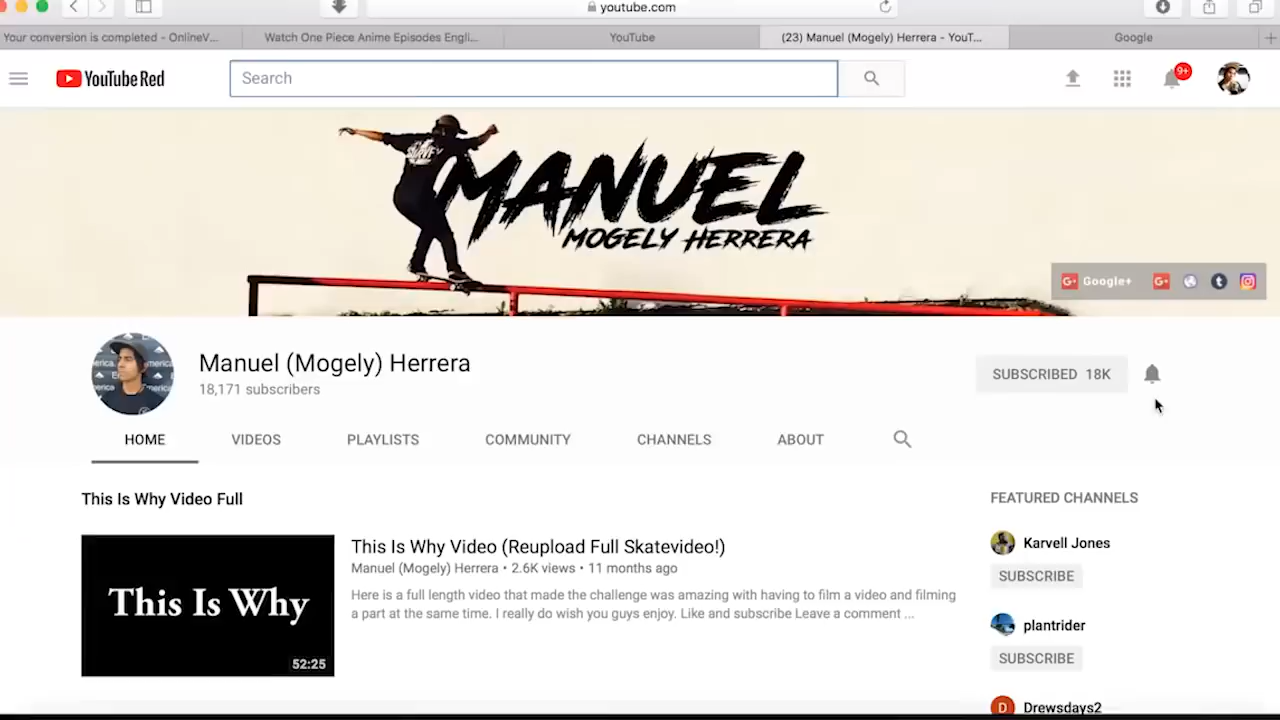 youtube.com
Your conversion is completed - OnlineV...
Watch One Piece Anime Episodes Engli...
YouTube
(23) Manuel (Mogely) Herrera - YouT...
Google
YouTube Red
Search
9+
MANUEL
MOGELY HERRERA
Google+
Manuel (Mogely) Herrera
18,171 subscribers
SUBSCRIBED 18K
HOME
VIDEOS
PLAYLISTS
COMMUNITY
CHANNELS
ABOUT
This Is Why Video Full
This Is Why
52:25
This Is Why Video (Reupload Full Skatevideo!)
Manuel (Mogely) Herrera • 2.6K views • 11 months ago
Here is a full length video that made the challenge was amazing with having to film a video and filming
a part at the same time. I really do wish you guys enjoy. Like and subscribe Leave a comment ...
FEATURED CHANNELS
Karvell Jones
SUBSCRIBE
plantrider
SUBSCRIBE
D
Drewsdays2